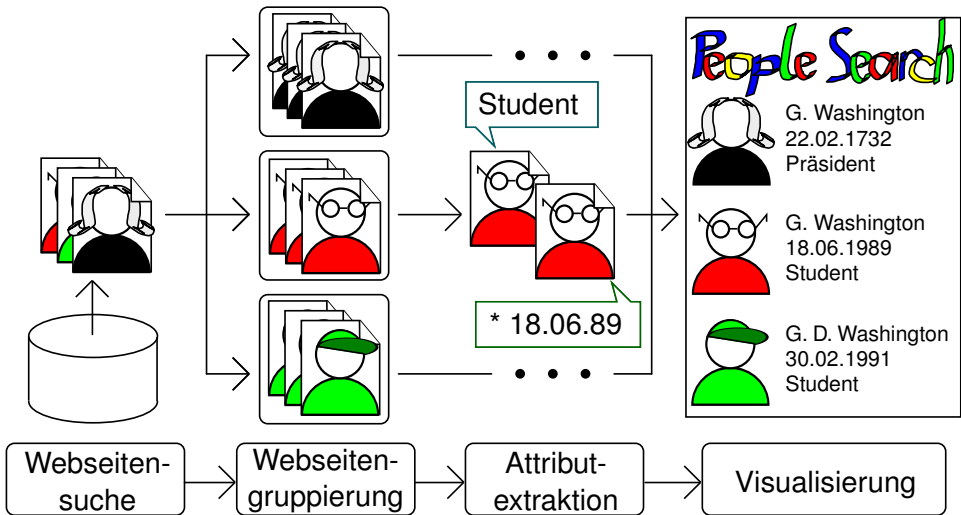 Student
* 18.06.89
People Search
G. Washington
22.02.1732
Präsident
G. Washington
18.06.1989
Student
G. D. Washington
30.02.1991
Student
Webseiten-
suche
Webseiten-
gruppierung
Attribut-
extraktion
Visualisierung